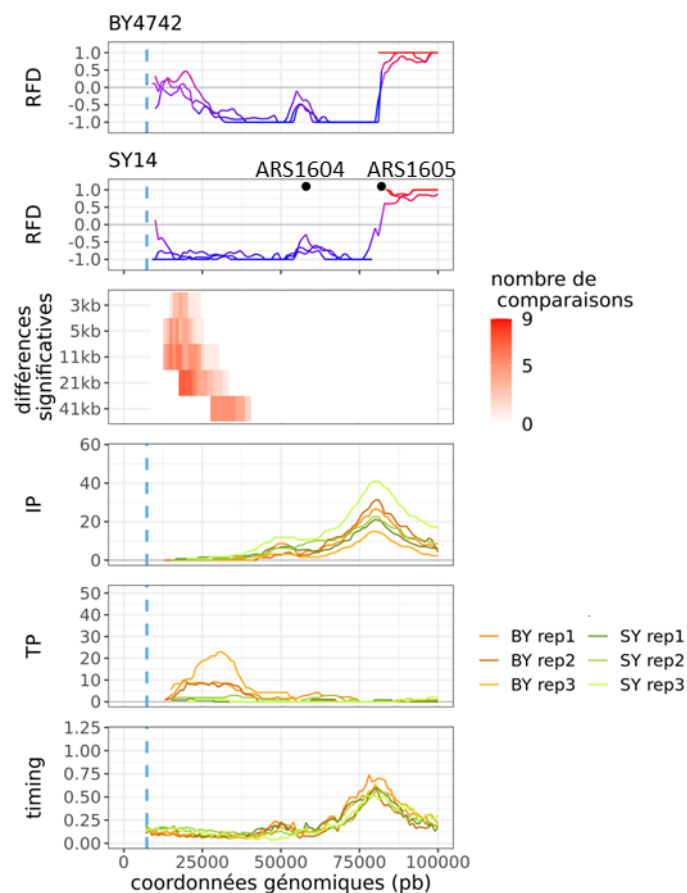 BY4742
1.0
0.5
0.0
-0.5
-1.0
RFD
SY14
ARS1604
ARS1605
1.0
0.5
0.0
-0.5
-1.0
RFD
3kb
5kb
11kb
21kb
41kb
différences
significatives
nombre de
comparaisons
9
5
0
60
40
20
0
IP
50
40
30
20
10
0
TP
BY rep1
SY rep1
BY rep2
SY rep2
BY rep3
SY rep3
1.25
1.00
0.75
0.50
0.25
0.00
timing
0
25000
50000
75000
100000
coordonnées génomiques (pb)